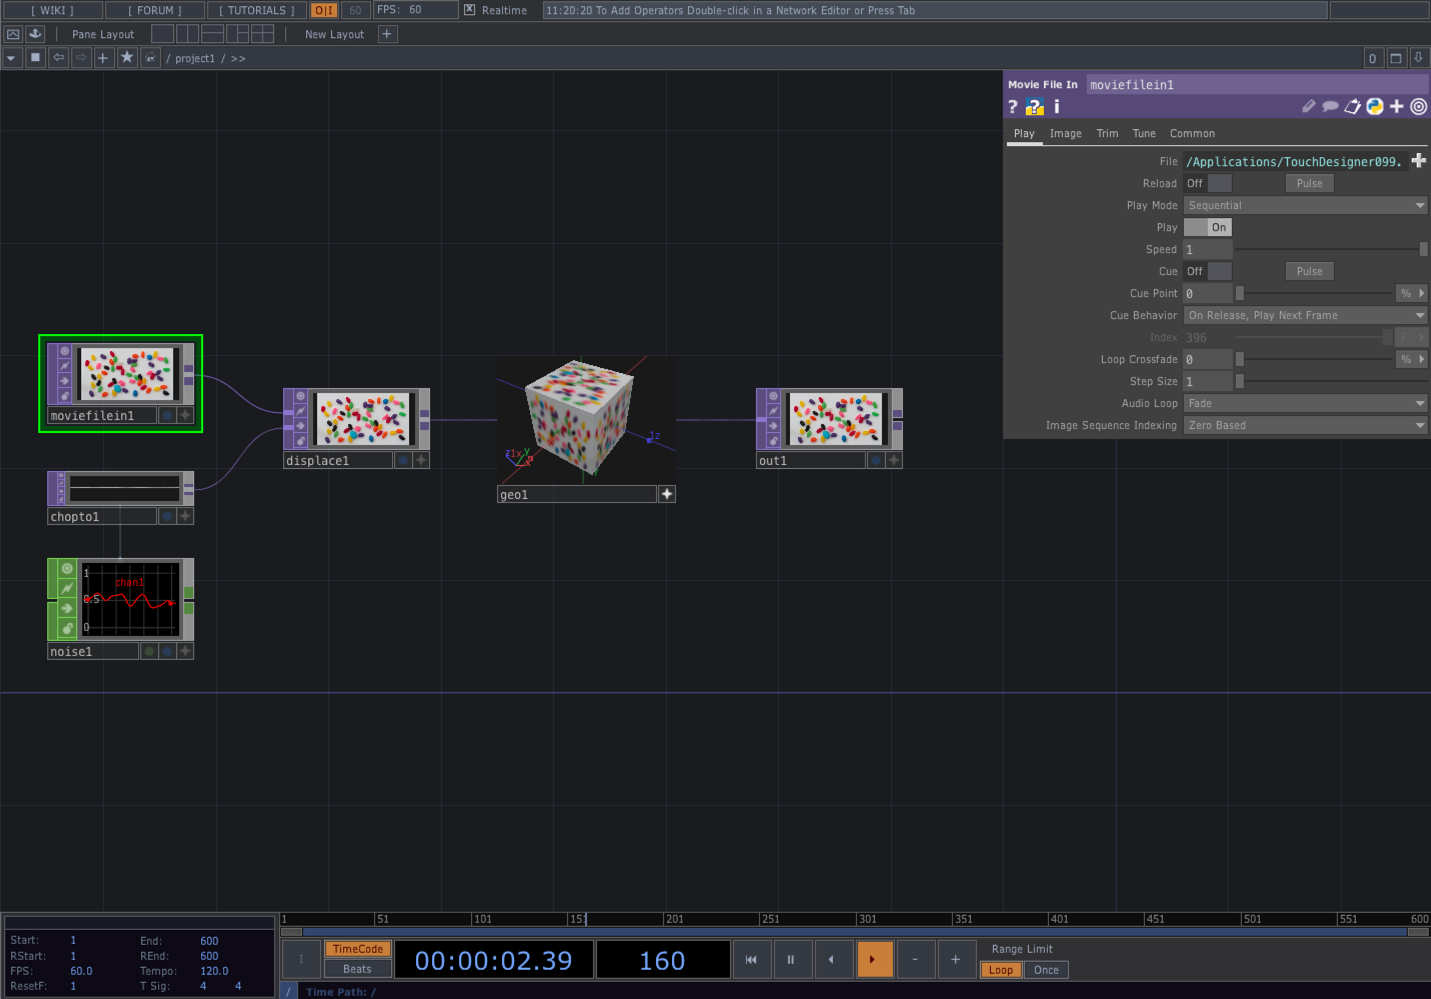 [ WIKI ] [ FORUM ] [ TUTORIALS ] O|I 60 FPS: 60 X Realtime 11:20:20 To Add Operators Double-click in a Network Editor or Press Tab
Pane Layout New Layout +
/ project1 / >> 0
Movie File In moviefilein1
? ? i
Play Image Trim Tune Common
File /Applications/TouchDesigner099.
Reload Off Pulse
Play Mode Sequential
Play On
Speed 1
Cue Off Pulse
Cue Point 0 %
Cue Behavior On Release, Play Next Frame
Index 396 F
Loop Crossfade 0 %
Step Size 1
Audio Loop Fade
Image Sequence Indexing Zero Based
moviefilein1
displace1
1z
z1x y
x
geo1
out1
chopto1
1
chan1
0.5
0
noise1
1 51 101 151 201 251 301 351 401 451 501 551 600
Start: 1 End: 600
RStart: 1 REnd: 600
FPS: 60.0 Tempo: 120.0
ResetF: 1 T Sig: 4 4
I TimeCode
Beats
00:00:02.39 160
- +
Range Limit
Loop Once
/ Time Path: /